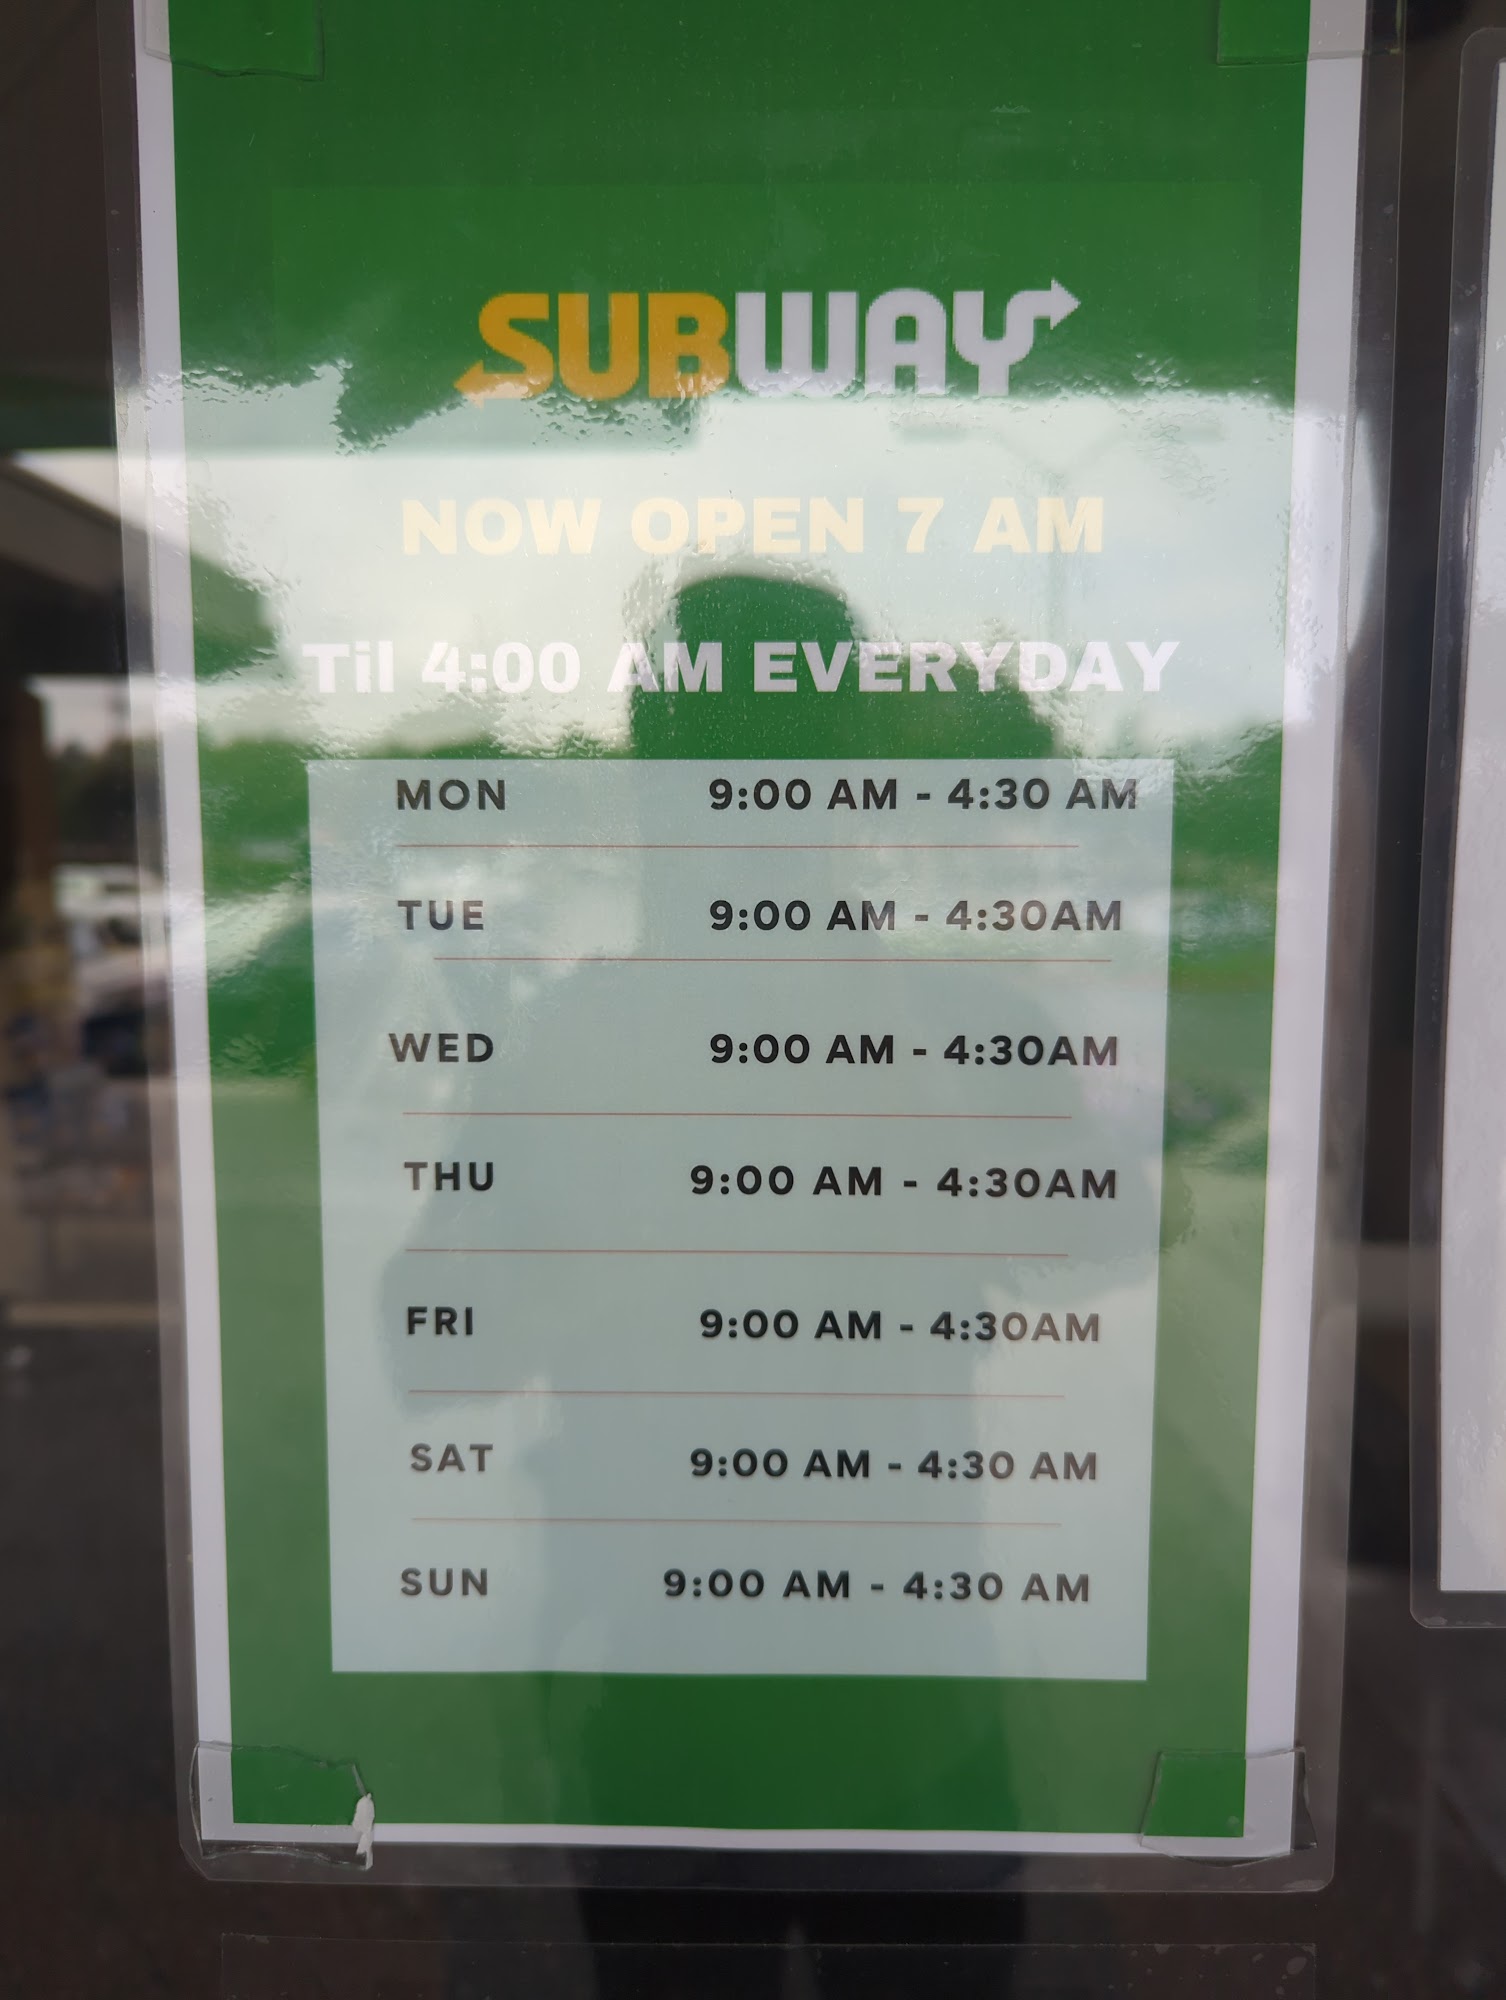 SUBWAY
NOW OPEN 7 AM
Til 4:00 AM EVERYDAY
MON 9:00 AM - 4:30 AM
TUE 9:00 AM - 4:30AM
WED 9:00 AM - 4:30AM
THU 9:00 AM - 4:30AM
FRI 9:00 AM - 4:30AM
SAT 9:00 AM - 4:30 AM
SUN 9:00 AM - 4:30 AM